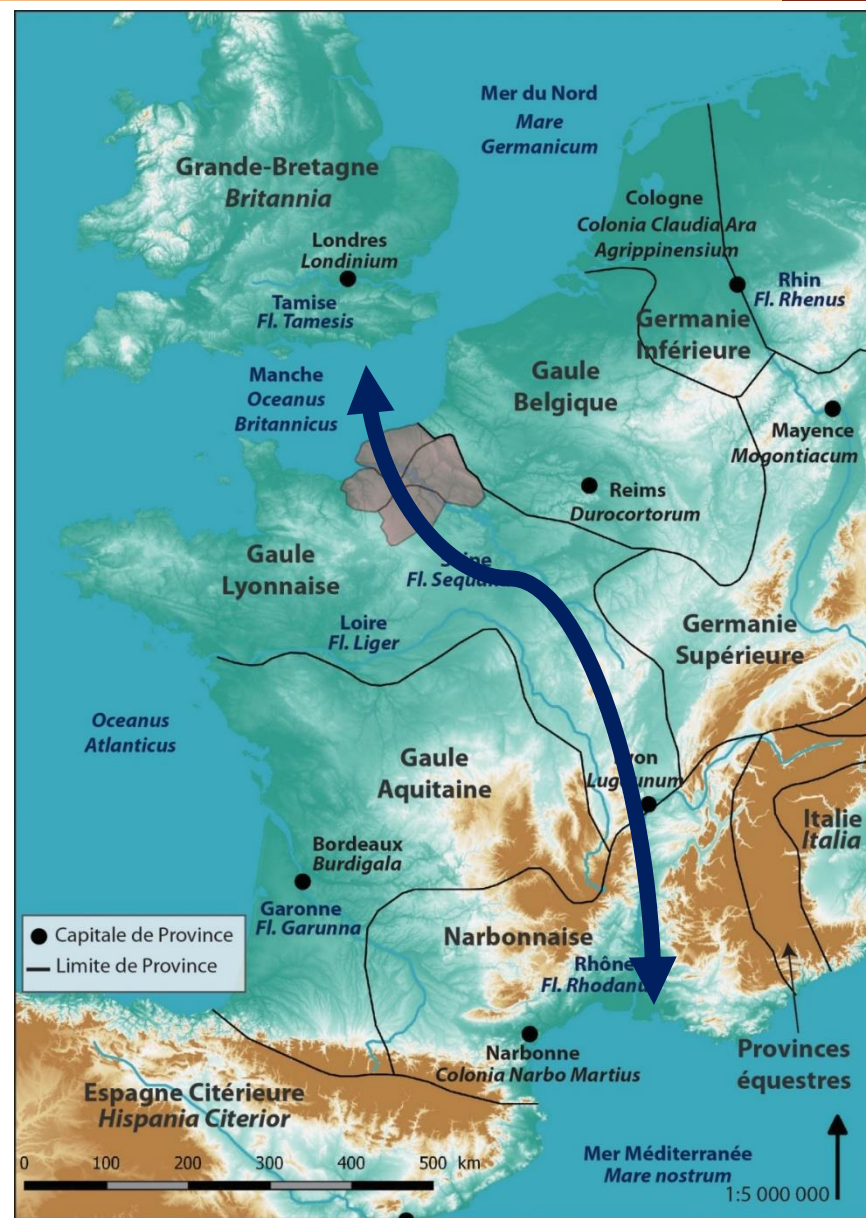 Mer du Nord
Mare
Germanicum
Grande-Bretagne
Britannia
Cologne
Colonia Claudia Ara
Agrippinensium
Londres
Londinium
Rhin
Fl. Rhenus
Tamise
Fl. Tamesis
Germanie
Inférieure
Manche
Oceanus
Britannicus
Gaule
Belgique
Mayence
Mogontiacum
Reims
Durocortorum
Gaule
Lyonnaise
Fl.
Loire
Fl. Liger
Germanie
Supérieure
Oceanus
Atlanticus
Gaule
Aquitaine
Italie
Italia
Bordeaux
Burdigala
Garonne
Fl. Garunna
Capitale de Province
Limite de Province
Narbonnaise
Rhône
Fl.
Narbonne
Colonia Narbo Martius
Provinces
équestres
Espagne Citérieure
Hispania Citerior
Mer Méditerranée
Mare nostrum
0 100 200 300 400 500 km
1:5 000 000